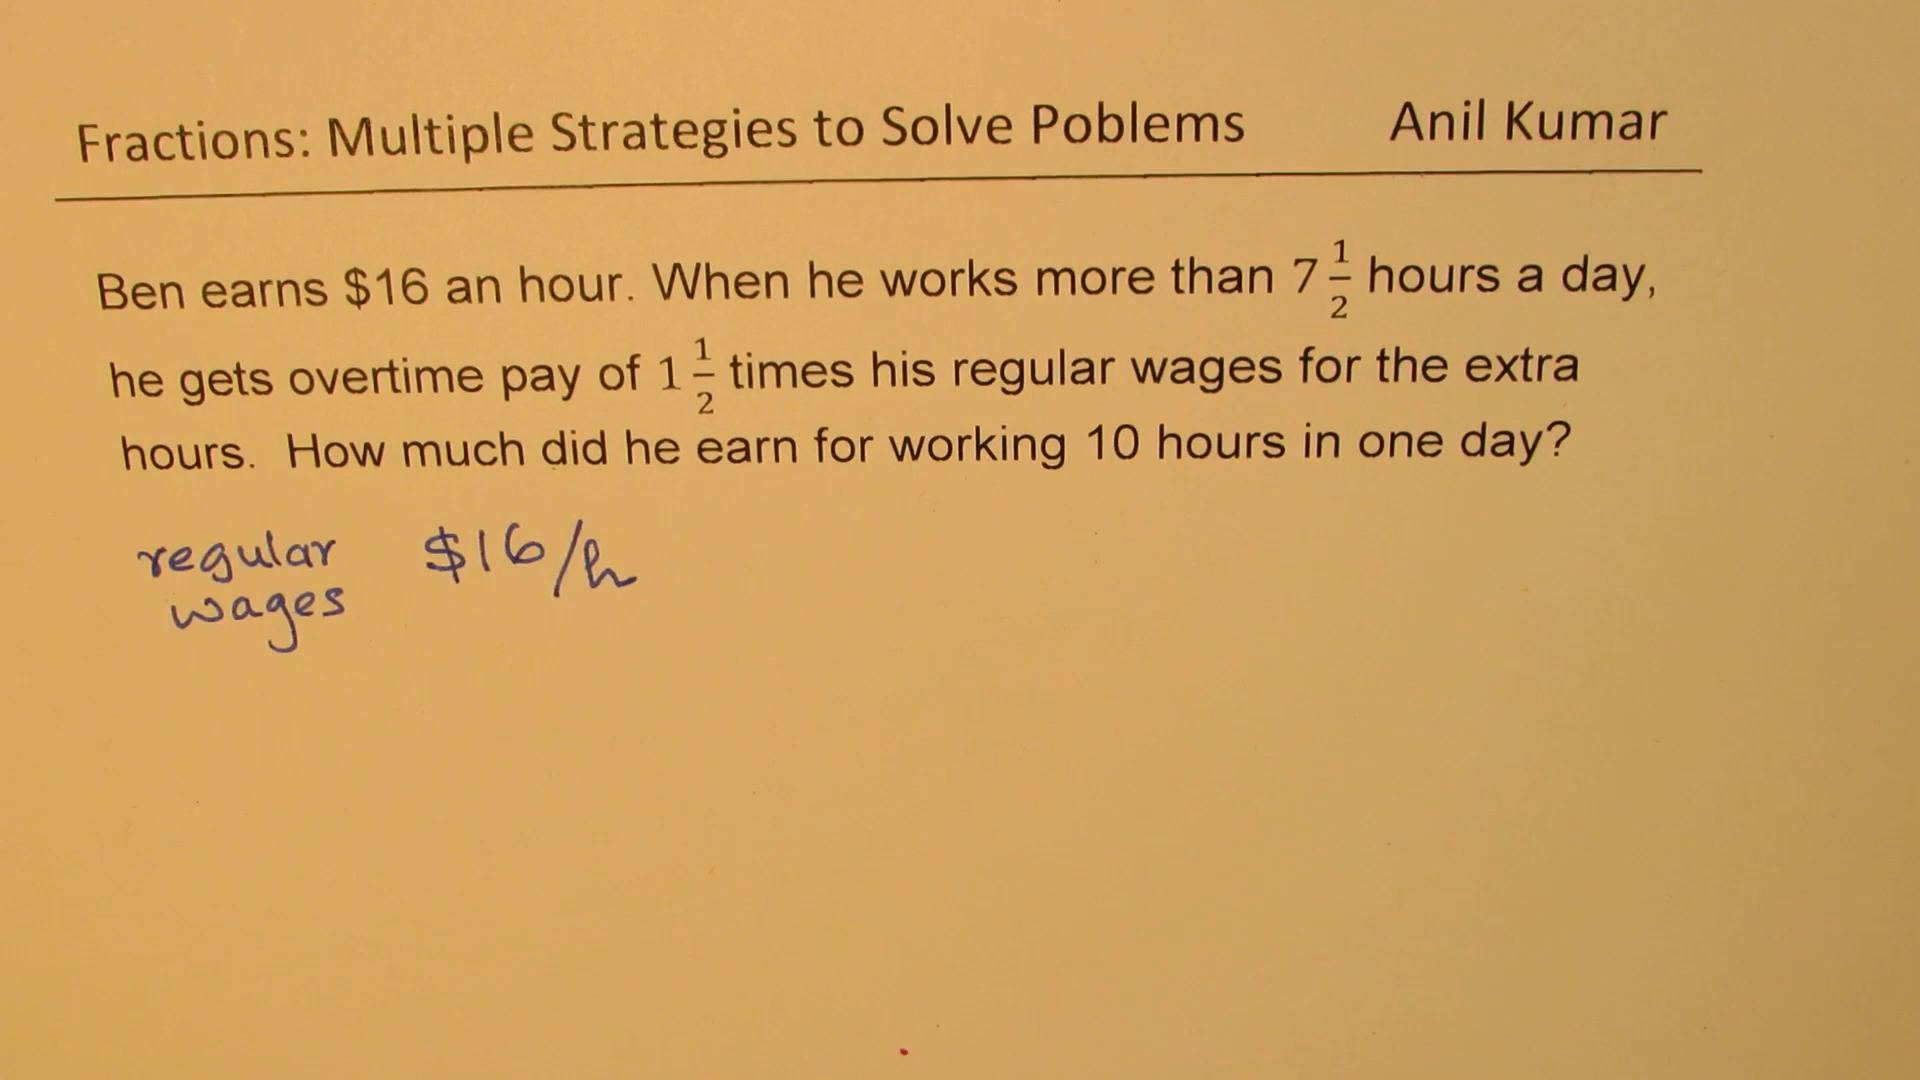 Fractions: Multiple Strategies to Solve Poblems Anil Kumar
Ben earns $16 an hour. When he works more than 7 1/2 hours a day,
he gets overtime pay of 1 1/2 times his regular wages for the extra
hours. How much did he earn for working 10 hours in one day?
regular $16/h
wages